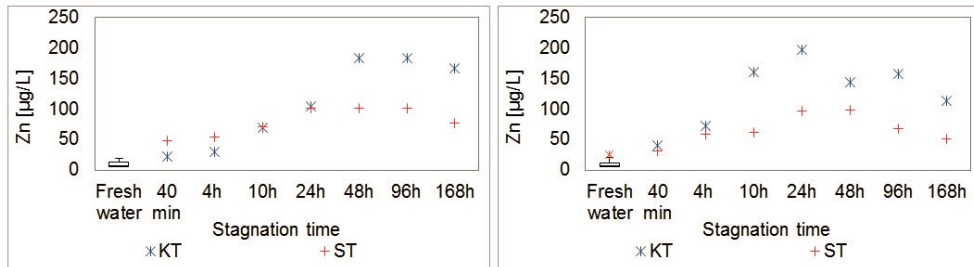 Zn [µg/L]
250
200
150
100
50
0
Fresh water
40 min
4h
10h
24h
48h
96h
168h
Stagnation time
KT
ST
Zn [µg/L]
250
200
150
100
50
0
Fresh water
40 min
4h
10h
24h
48h
96h
168h
Stagnation time
KT
ST